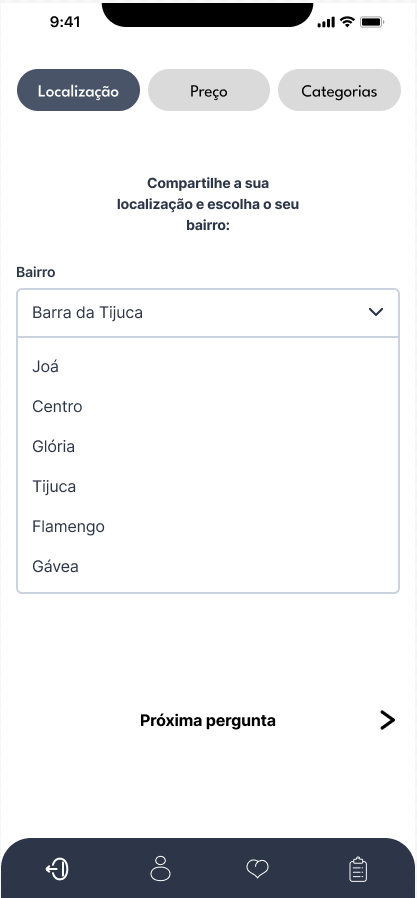 9:41
Localização
Preço
Categorias
Compartilhe a sua
localização e escolha o seu
bairro:
Bairro
Barra da Tijuca
Joá
Centro
Glória
Tijuca
Flamengo
Gávea
Próxima pergunta